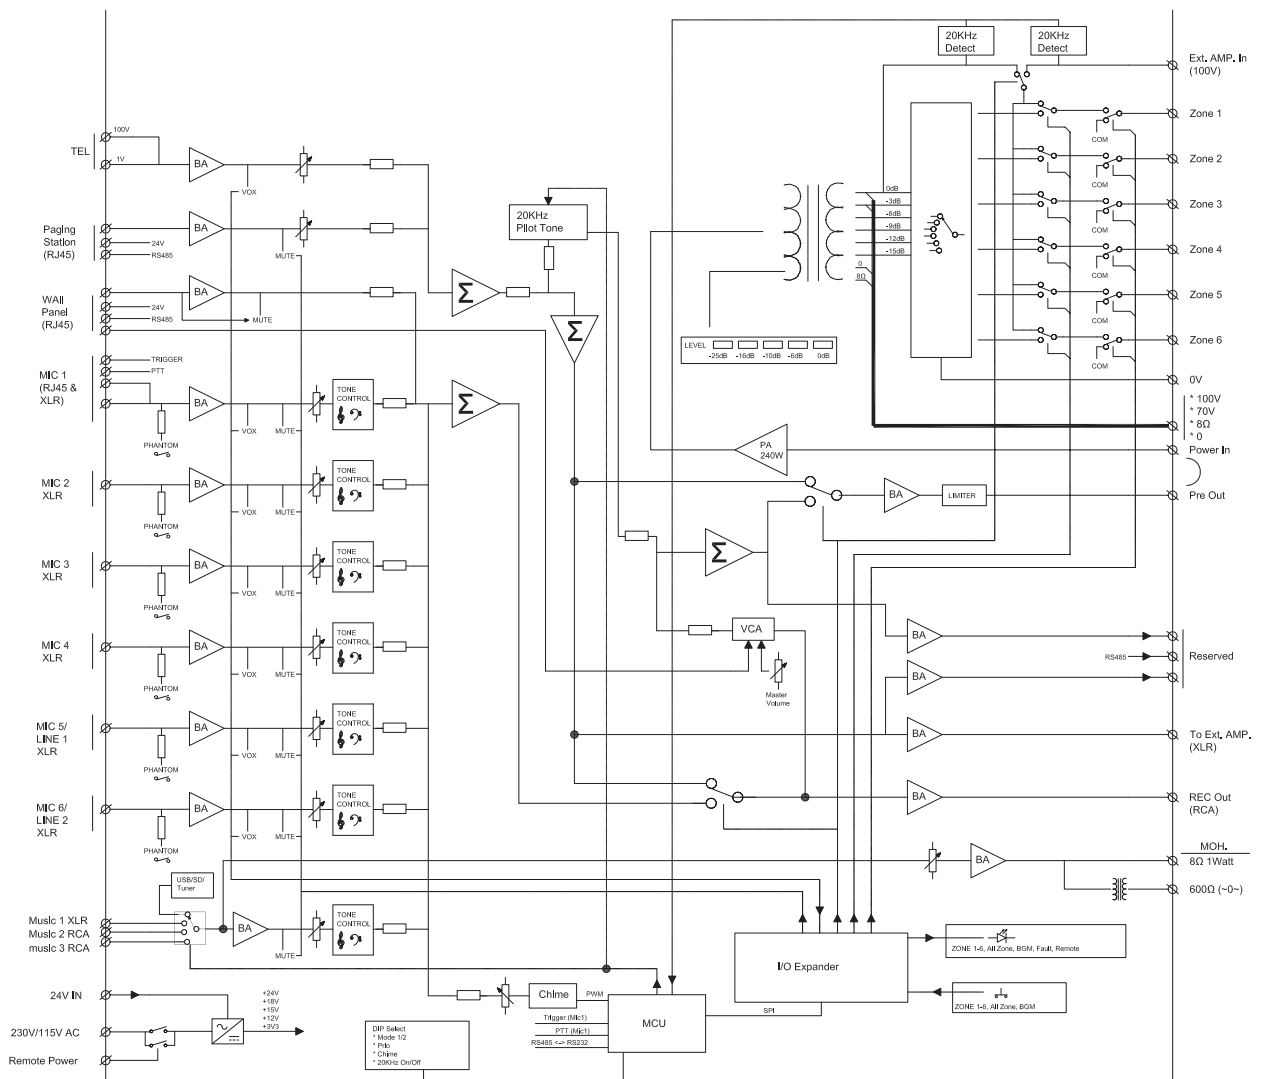 20KHz
Detect
20KHz
Detect
Ext. AMP. In
(100V)
Zone 1
COM
Zone 2
COM
Zone 3
COM
Zone 4
COM
Zone 5
COM
Zone 6
COM
0V
* 100V
* 70V
* 8Ω
* 0
Power In
Pre Out
TEL
100V
1V
BA
VOX
Paging
Station
(RJ45)
24V
RS485
BA
MUTE
20KHz
Pilot Tone
0dB
-3dB
-6dB
-9dB
-12dB
-15dB
0
8Ω
WAll
Panel
(RJ45)
24V
RS485
BA
MUTE
Σ
Σ
LEVEL
-25dB
-16dB
-10dB
-6dB
0dB
MIC 1
(RJ45 &
XLR)
TRIGGER
PTT
PHANTOM
BA
VOX
MUTE
TONE
CONTROL
Σ
PA
240W
MIC 2
XLR
PHANTOM
BA
VOX
MUTE
TONE
CONTROL
BA
LIMITER
MIC 3
XLR
PHANTOM
BA
VOX
MUTE
TONE
CONTROL
Σ
MIC 4
XLR
PHANTOM
BA
VOX
MUTE
TONE
CONTROL
VCA
Master
Volume
BA
RS485
BA
Reserved
MIC 5/
LINE 1
XLR
PHANTOM
BA
VOX
MUTE
TONE
CONTROL
BA
To Ext. AMP.
(XLR)
MIC 6/
LINE 2
XLR
PHANTOM
BA
VOX
MUTE
TONE
CONTROL
BA
REC Out
(RCA)
MOH.
8Ω 1Watt
BA
600Ω (~0~)
USB/SD/
Tuner
Music 1 XLR
Music 2 RCA
music 3 RCA
BA
MUTE
TONE
CONTROL
I/O Expander
ZONE 1-6, All Zone, BGM, Fault, Remote
ZONE 1-6, All Zone, BGM
24V IN
+24V
+18V
+15V
+12V
+3V3
230V/115V AC
Remote Power
Chime
PWM
MCU
SPI
Trigger (Mic1)
PTT (Mic1)
RS485 <-> RS232
DIP Select
* Mode 1/2
* Prio
* Chime
* 20KHz On/Off